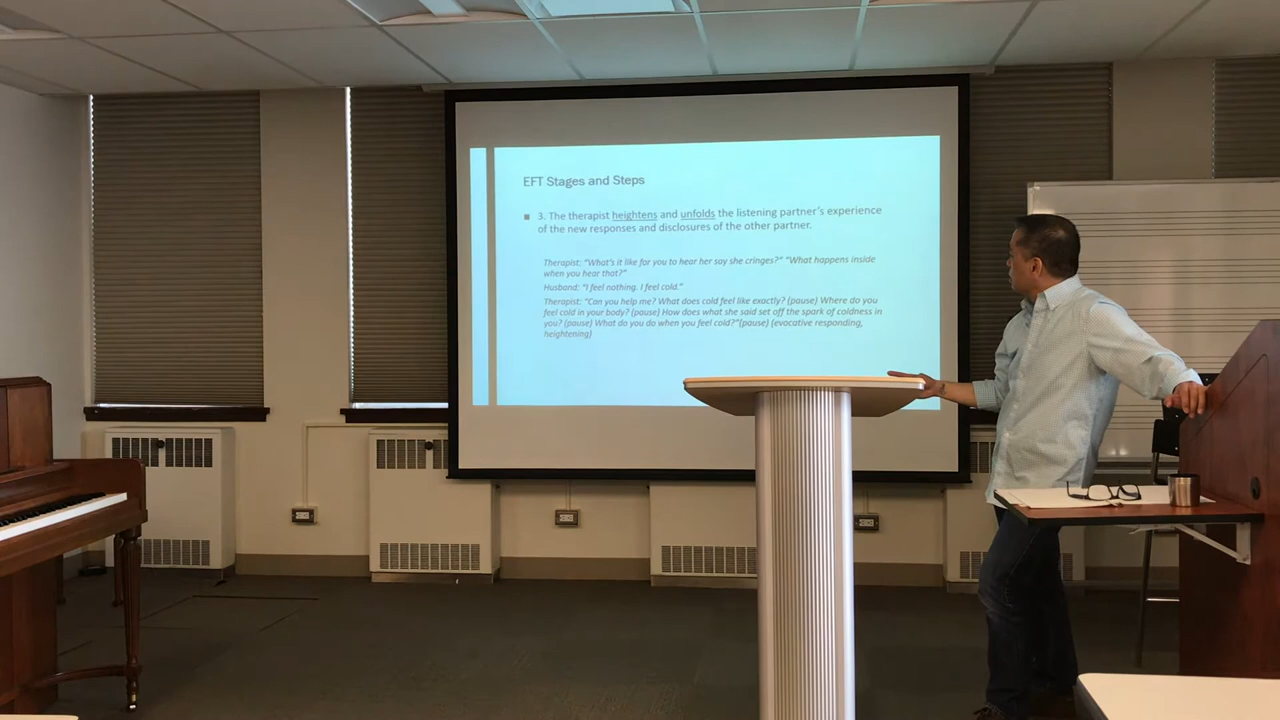 EFT Stages and Steps
3. The therapist heightens and unfolds the listening partner's experience
of the new responses and disclosures of the other partner.
Therapist: "What's it like for you to hear her say she cringes?" "What happens inside
when you hear that?"
Husband: "I feel nothing. I feel cold."
Therapist: "Can you help me? What does cold feel like exactly? (pause) Where do you
feel cold in your body? (pause) How does what she said set off the spark of coldness in
you? (pause) What do you do when you feel cold?"(pause) (evocative responding,
heightening)